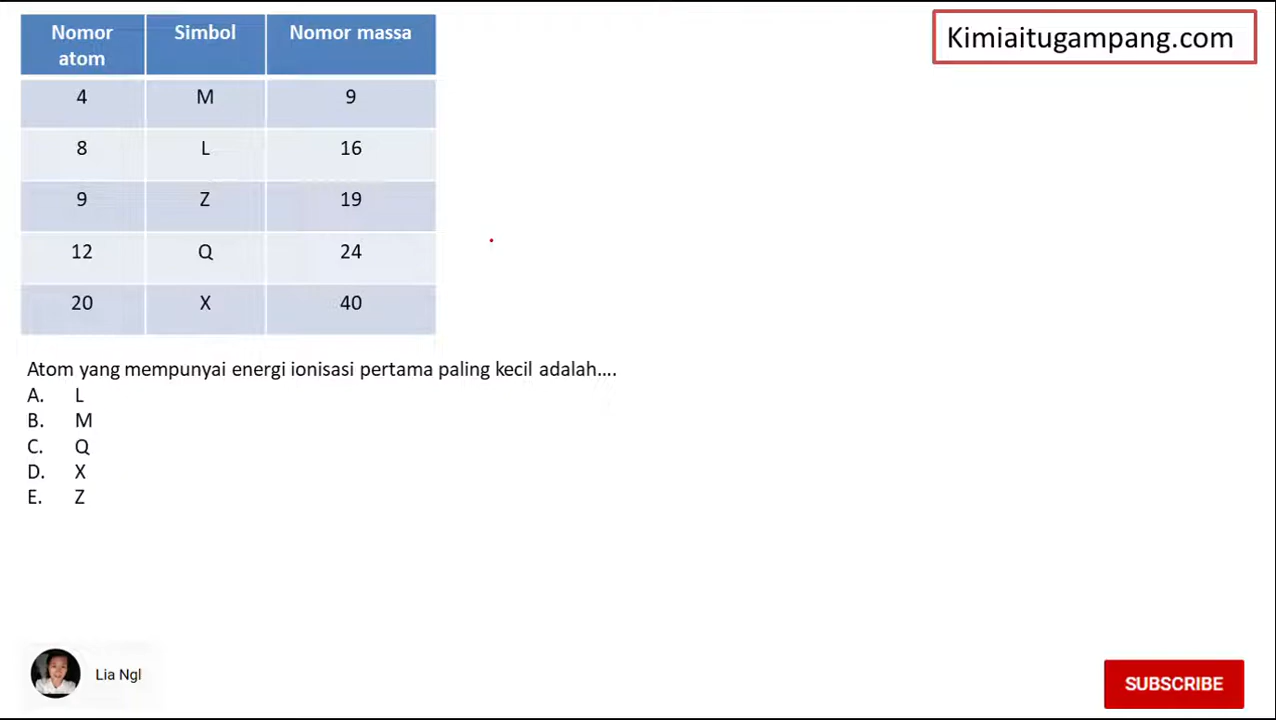 Nomor atom Simbol Nomor massa
4 M 9
8 L 16
9 Z 19
12 Q 24
20 X 40
Kimiaitugampang.com
Atom yang mempunyai energi ionisasi pertama paling kecil adalah....
A. L
B. M
C. Q
D. X
E. Z
Lia Ngl
SUBSCRIBE